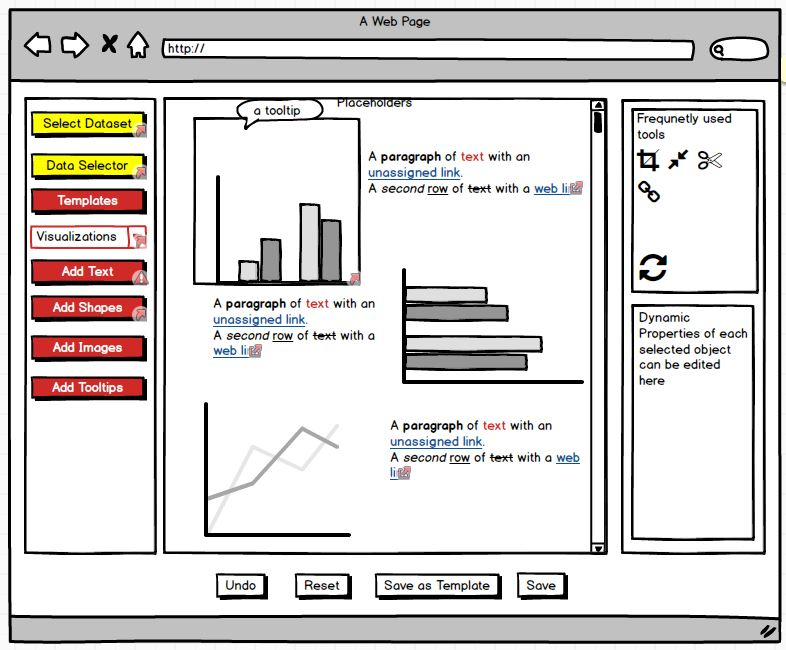 A Web Page
http://
Select Dataset
Data Selector
Templates
Visualizations
Add Text
Add Shapes
Add Images
Add Tooltips
Placeholders
a tooltip
A paragraph of text with an
unassigned link.
A second row of text with a web li
A paragraph of text with an
unassigned link.
A second row of text with a
web li
A paragraph of text with an
unassigned link.
A second row of text with a web
li
Frequnetly used
tools
Dynamic
Properties of each
selected object
can be edited
here
Undo
Reset
Save as Template
Save